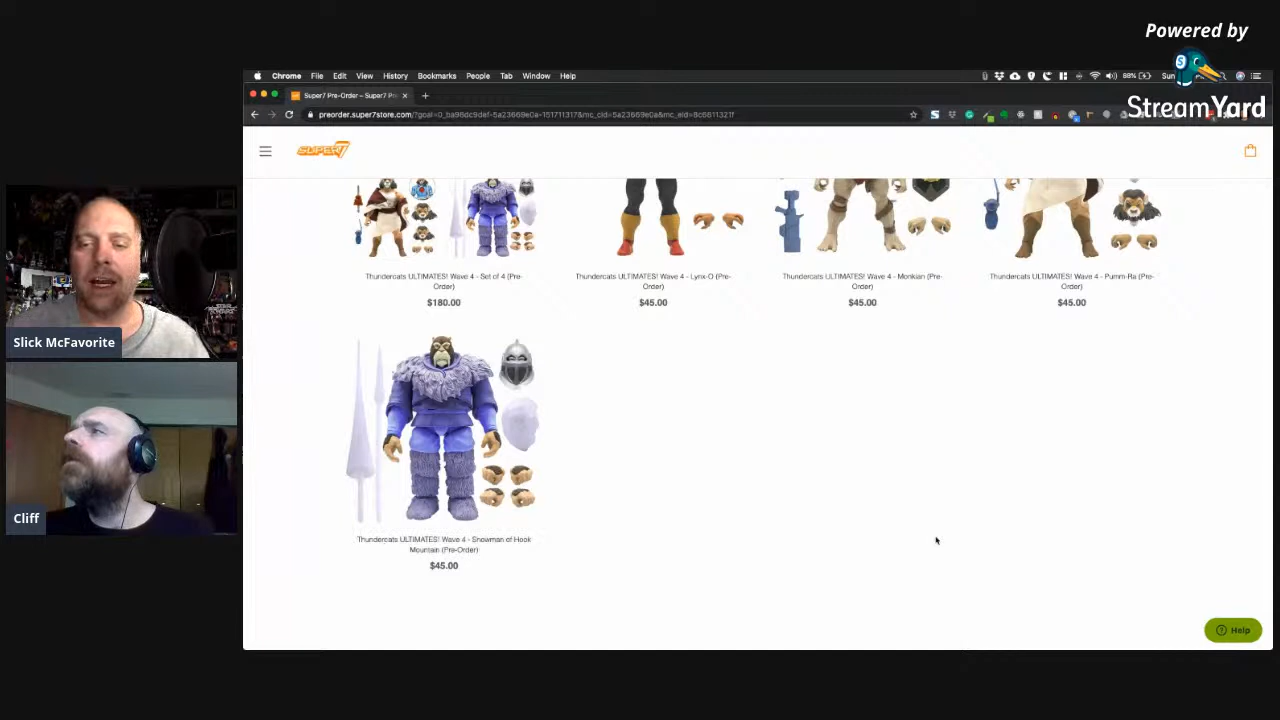 Powered by
StreamYard
Chrome File Edit View History Bookmarks People Tab Window Help
88%
Super7 Pre-Order – Super7 Pr
SUPER7
Thundercats ULTIMATES! Wave 4 - Set of 4 (Pre-
Order)
$180.00
Thundercats ULTIMATES! Wave 4 - Lynx-O (Pre-
Order)
$45.00
Thundercats ULTIMATES! Wave 4 - Monkian (Pre-
Order)
$45.00
Thundercats ULTIMATES! Wave 4 - Pumm-Ra (Pre-
Order)
$45.00
Slick McFavorite
Cliff
Thundercats ULTIMATES! Wave 4 - Snowman of Hook
Mountain (Pre-Order)
$45.00
Help